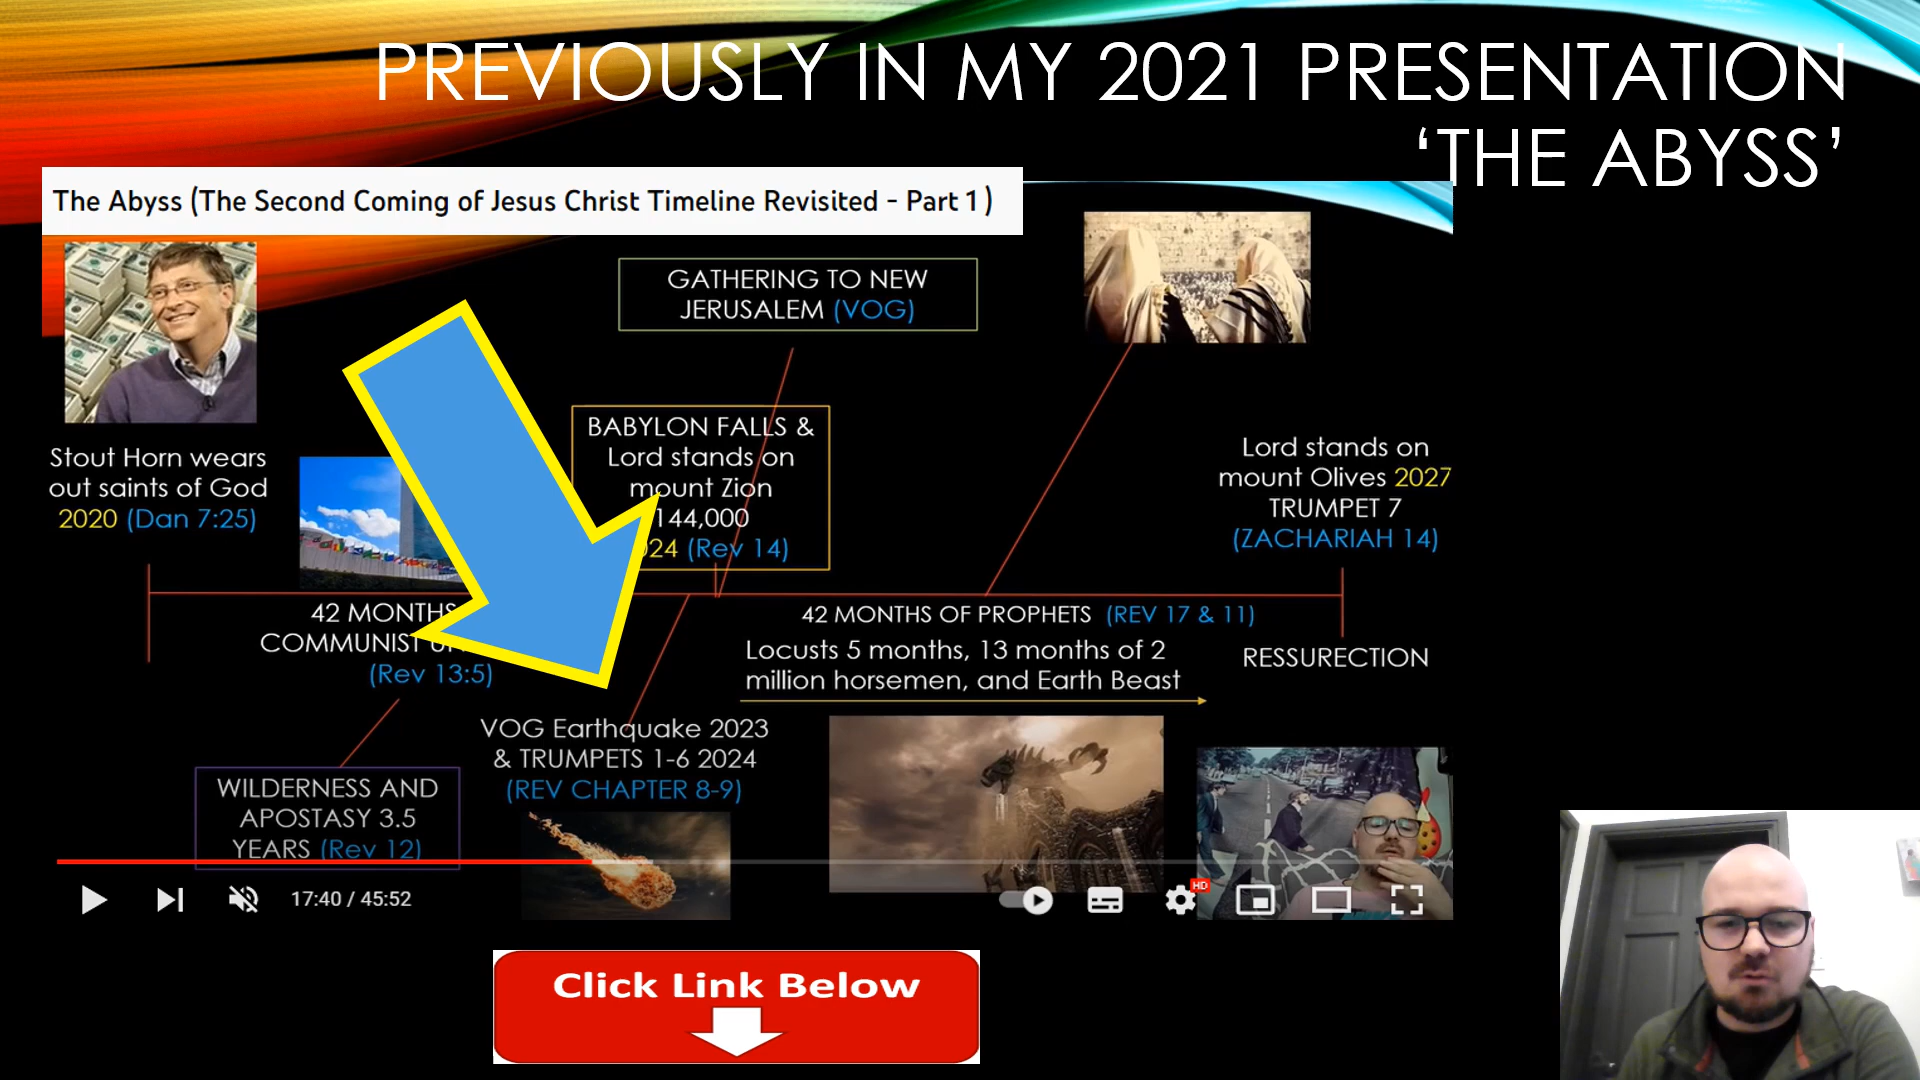 PREVIOUSLY IN MY 2021 PRESENTATION
‘THE ABYSS’
The Abyss (The Second Coming of Jesus Christ Timeline Revisited - Part 1)
GATHERING TO NEW
JERUSALEM (VOG)
Stout Horn wears
out saints of God
2020 (Dan 7:25)
BABYLON FALLS &
Lord stands on
mount Zion
144,000
24 (Rev 14)
Lord stands on
mount Olives 2027
TRUMPET 7
(ZACHARIAH 14)
42 MONTHS
COMMUNIST
(Rev 13:5)
42 MONTHS OF PROPHETS (REV 17 & 11)
Locusts 5 months, 13 months of 2
million horsemen, and Earth Beast
RESSURECTION
VOG Earthquake 2023
& TRUMPETS 1-6 2024
(REV CHAPTER 8-9)
WILDERNESS AND
APOSTASY 3.5
YEARS (Rev 12)
17:40 / 45:52
HD
Click Link Below